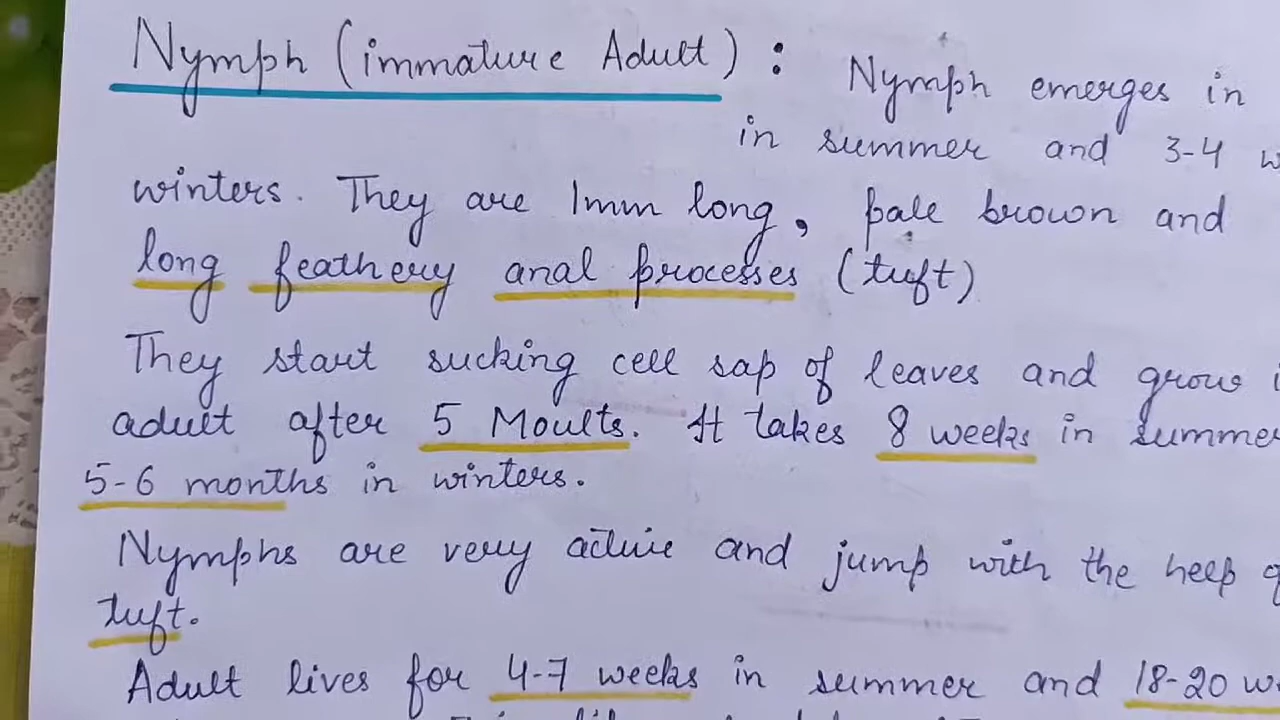 Nymph (immature Adult) : Nymph emerges in
in summer and 3-4
winters. They are 1mm long, pale brown and
long feathery anal processes (tuft)
They start sucking cell sap of leaves and grow
adult after 5 Moults. It takes 8 weeks in summer
5-6 months in winters.
Nymphs are very active and jump with the help
tuft.
Adult lives for 4-7 weeks in summer and 18-20